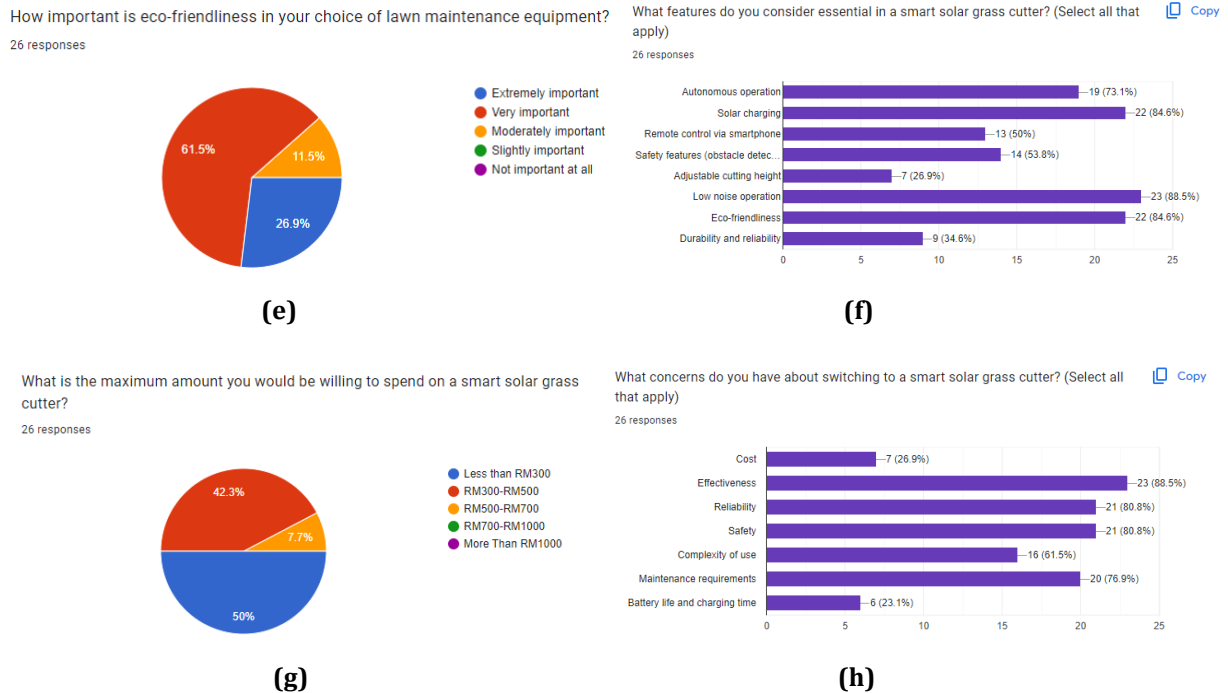 How important is eco-friendliness in your choice of lawn maintenance equipment?
26 responses
Extremely important
Very important
Moderately important
Slightly important
Not important at all
61.5%
11.5%
26.9%
(e)
What features do you consider essential in a smart solar grass cutter? (Select all that
apply)
Copy
26 responses
Autonomous operation
19 (73.1%)
Solar charging
22 (84.6%)
Remote control via smartphone
13 (50%)
Safety features (obstacle detec...
14 (53.8%)
Adjustable cutting height
7 (26.9%)
Low noise operation
23 (88.5%)
Eco-friendliness
22 (84.6%)
Durability and reliability
9 (34.6%)
0 5 10 15 20 25
(f)
What is the maximum amount you would be willing to spend on a smart solar grass
cutter?
26 responses
Less than RM300
RM300-RM500
RM500-RM700
RM700-RM1000
More Than RM1000
42.3%
7.7%
50%
(g)
What concerns do you have about switching to a smart solar grass cutter? (Select all
that apply)
Copy
26 responses
Cost
7 (26.9%)
Effectiveness
23 (88.5%)
Reliability
21 (80.8%)
Safety
21 (80.8%)
Complexity of use
16 (61.5%)
Maintenance requirements
20 (76.9%)
Battery life and charging time
6 (23.1%)
0 5 10 15 20 25
(h)